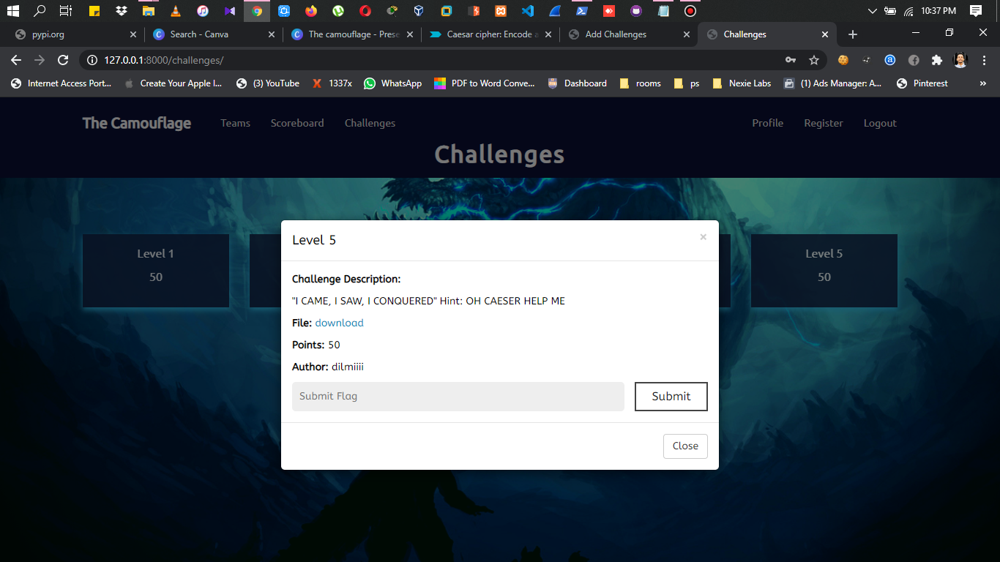 10:37 PM
pypi.org
Search - Canva
The camouflage - Prese
Caesar cipher: Encode a
Add Challenges
Challenges
127.0.0.1:8000/challenges/
Internet Access Port...
Create Your Apple I...
(3) YouTube
1337x
WhatsApp
PDF to Word Conve...
Dashboard
rooms
ps
Nexie Labs
(1) Ads Manager: A...
Pinterest
»
The Camouflage
Teams
Scoreboard
Challenges
Profile
Register
Logout
Challenges
Level 1
50
Level 5
50
Level 5
×
Challenge Description:
"I CAME, I SAW, I CONQUERED" Hint: OH CAESER HELP ME
File: download
Points: 50
Author: dilmiiii
Submit Flag
Submit
Close